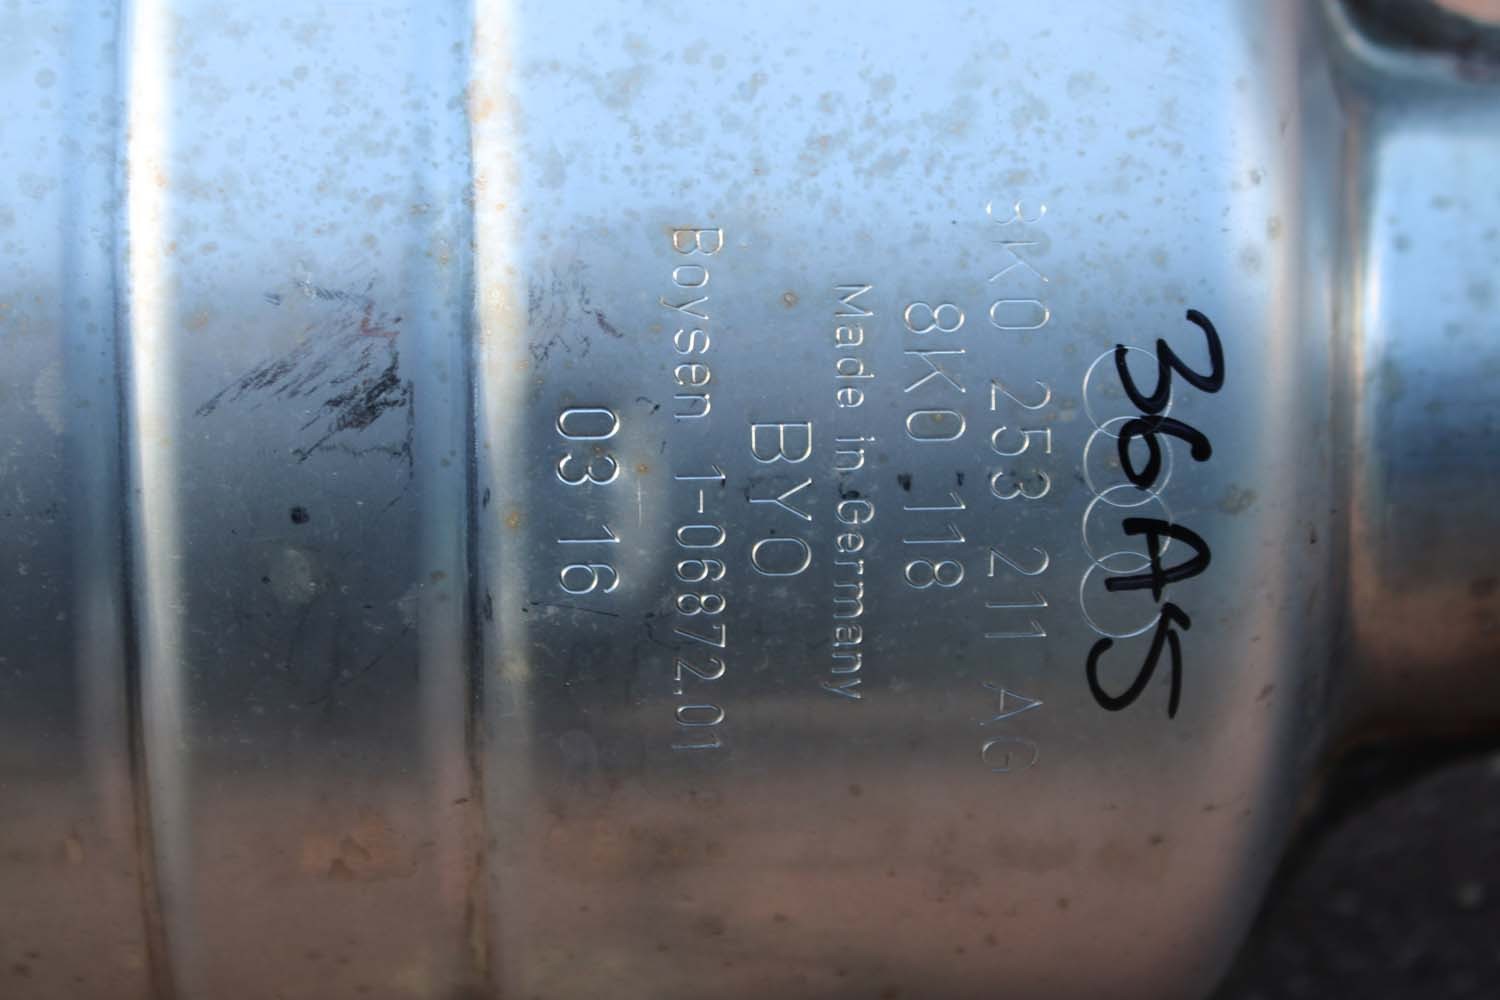 36A5
8K0 253 211 AG
8K0 118
Made in Germany
BYO
Boysen 1-06872.01
03 16